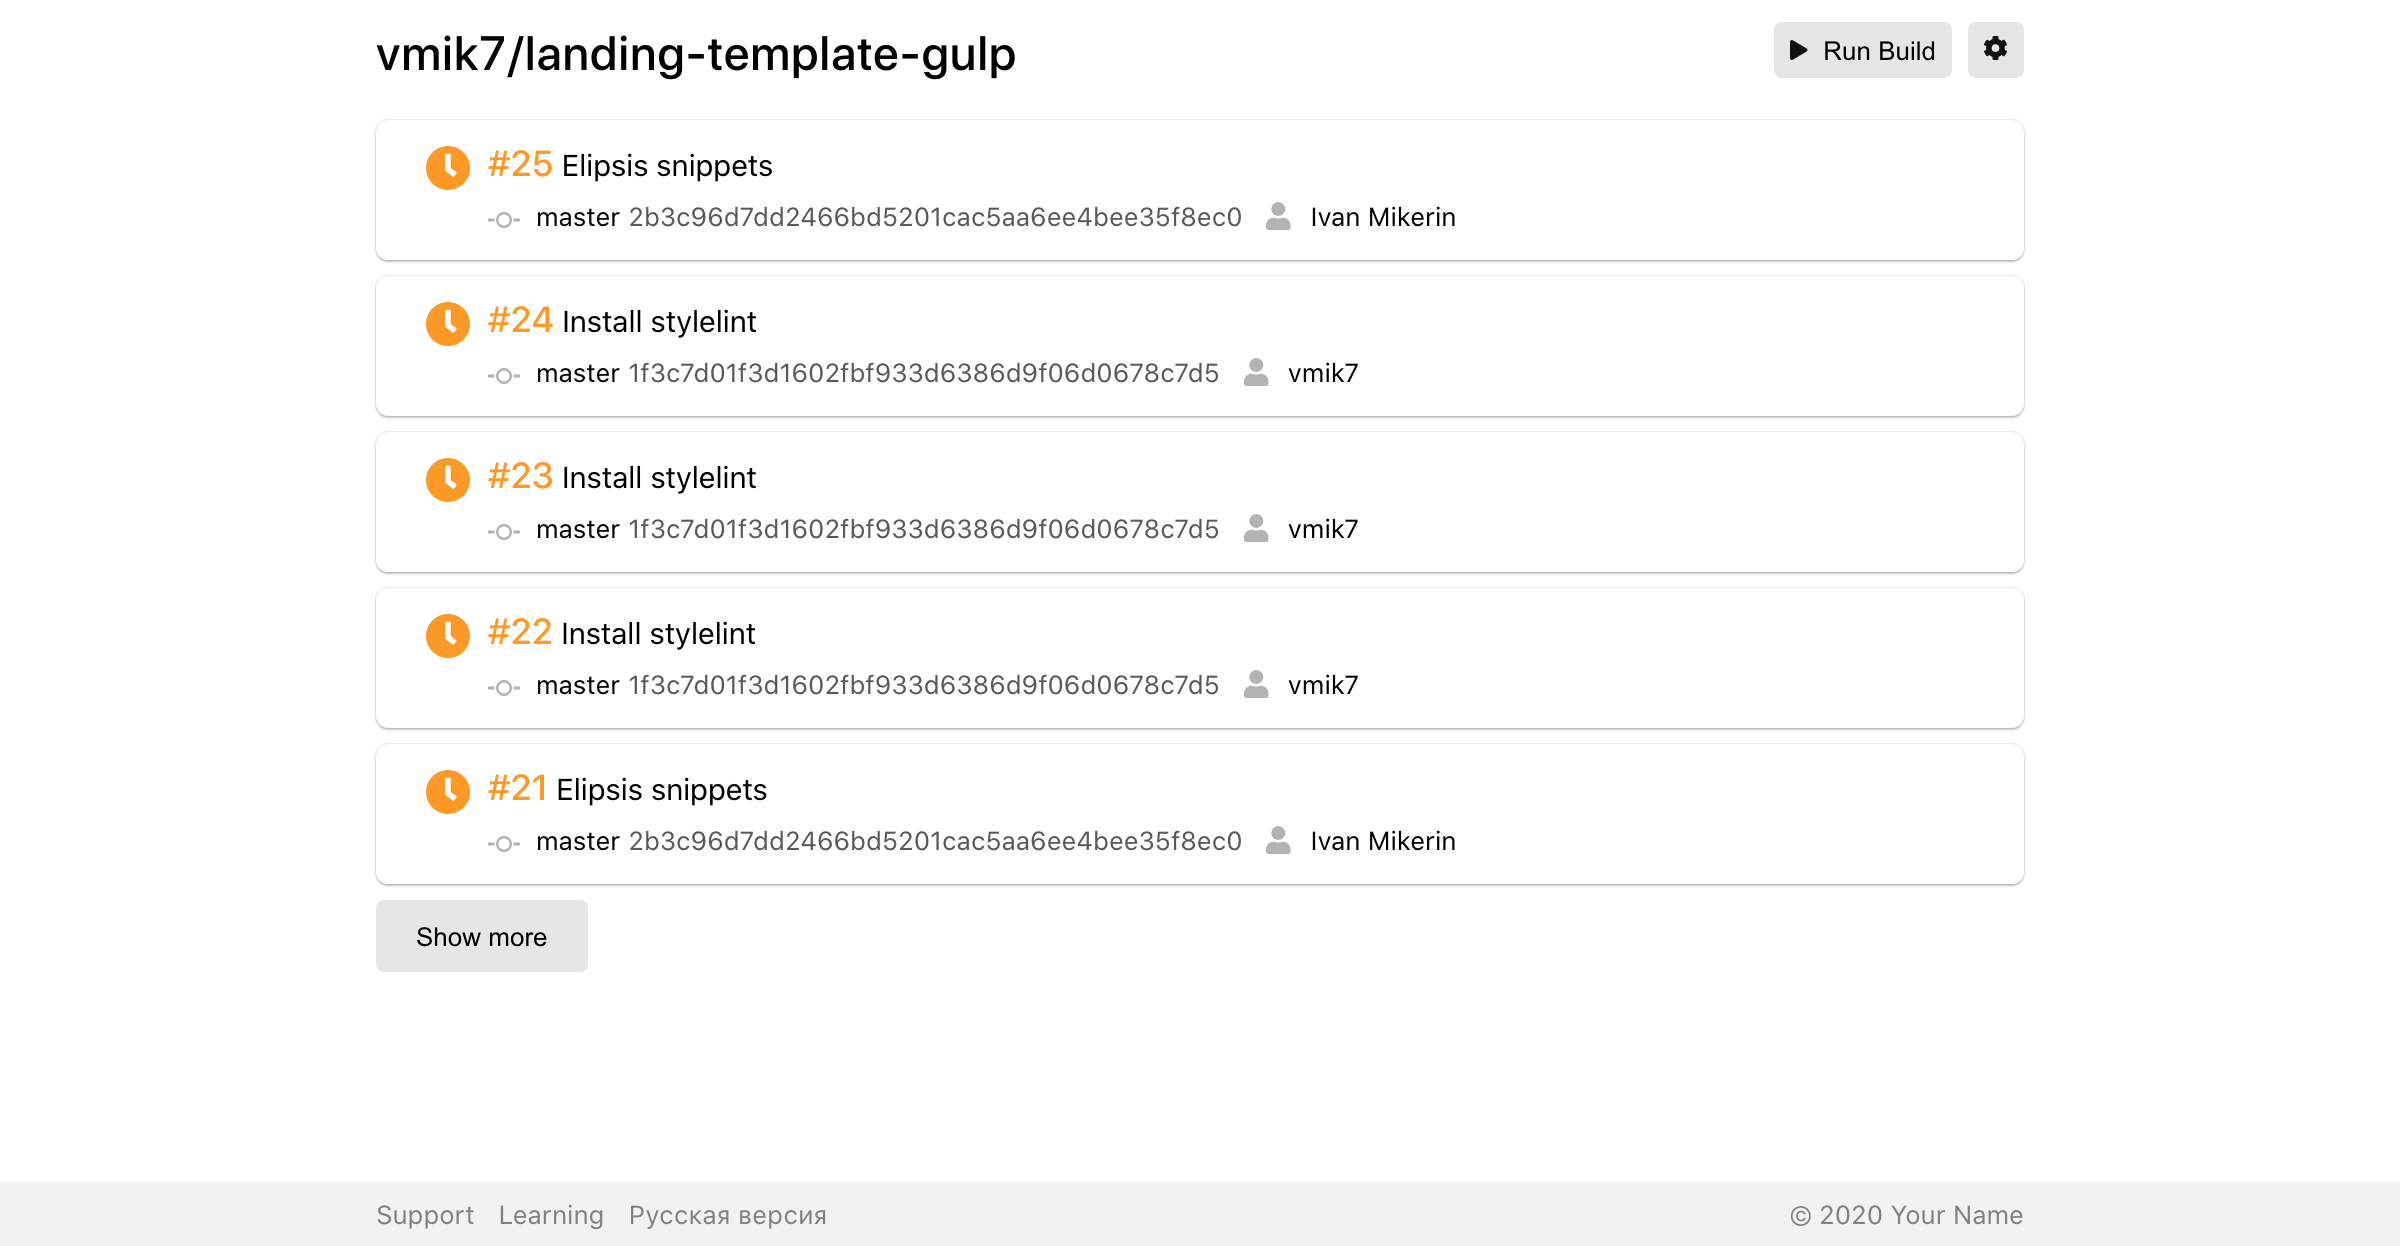 vmik7/landing-template-gulp
Run Build
#25 Elipsis snippets
master 2b3c96d7dd2466bd5201cac5aa6ee4bee35f8ec0 Ivan Mikerin
#24 Install stylelint
master 1f3c7d01f3d1602fbf933d6386d9f06d0678c7d5 vmik7
#23 Install stylelint
master 1f3c7d01f3d1602fbf933d6386d9f06d0678c7d5 vmik7
#22 Install stylelint
master 1f3c7d01f3d1602fbf933d6386d9f06d0678c7d5 vmik7
#21 Elipsis snippets
master 2b3c96d7dd2466bd5201cac5aa6ee4bee35f8ec0 Ivan Mikerin
Show more
Support Learning Русская версия © 2020 Your Name